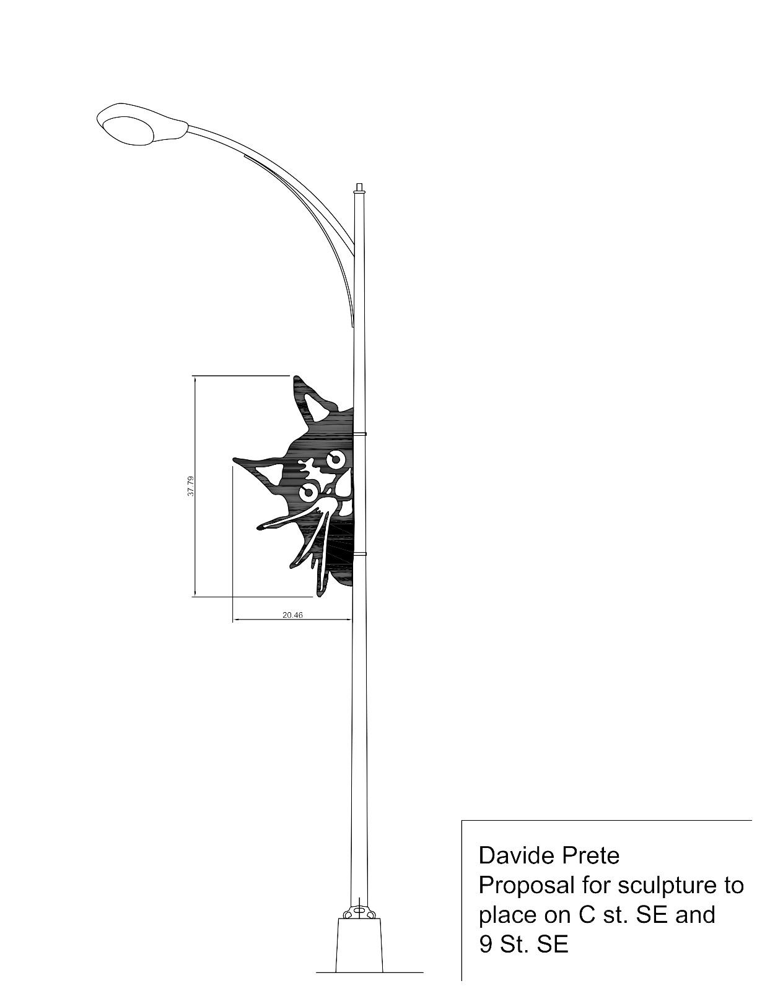 37.79
20.46
Davide Prete
Proposal for sculpture to
place on C st. SE and
9 St. SE